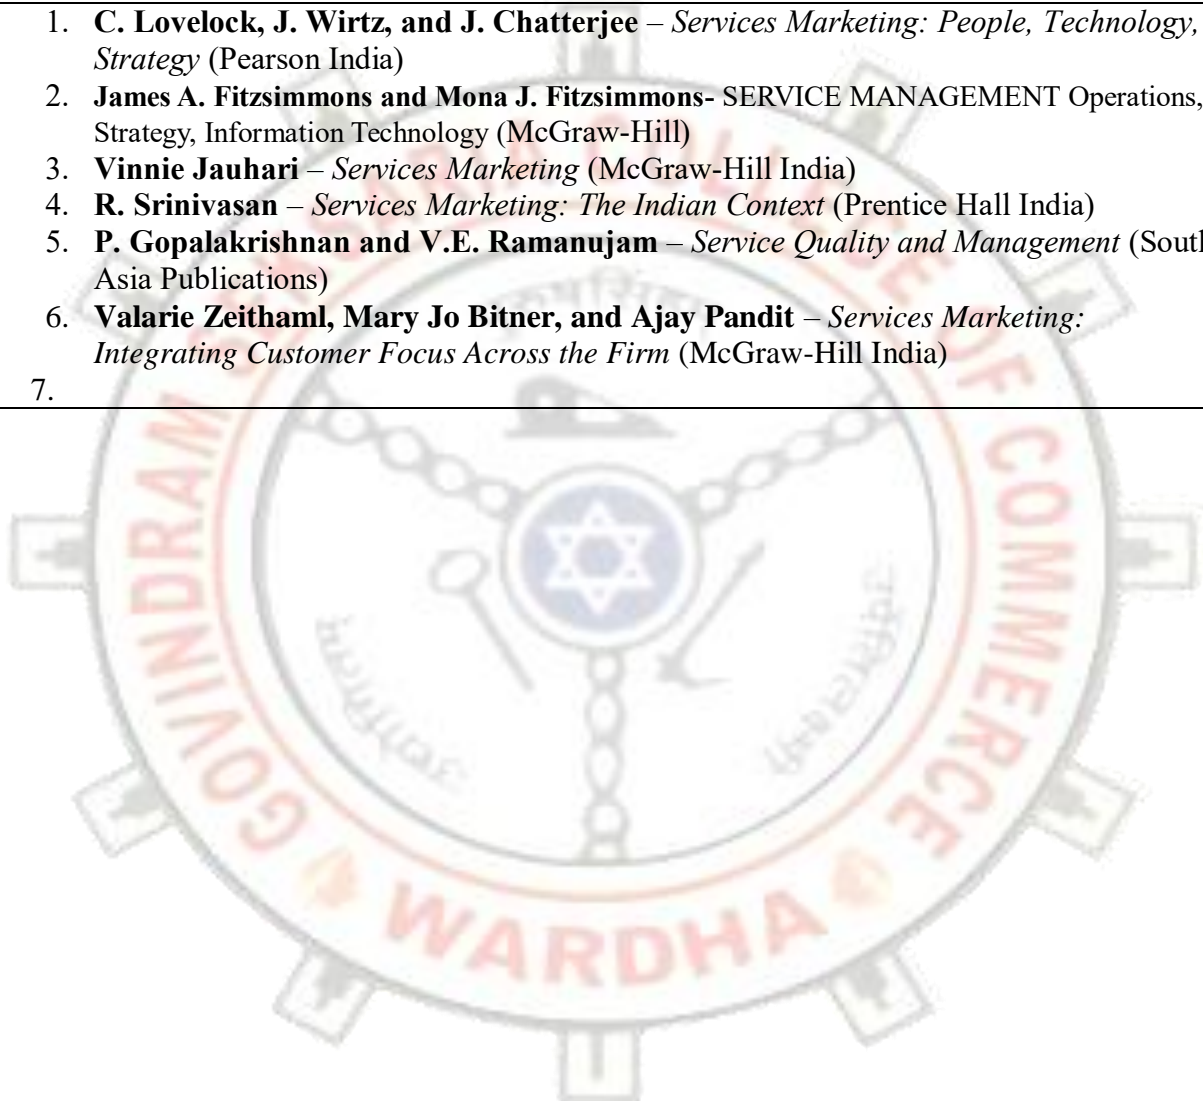 1. C. Lovelock, J. Wirtz, and J. Chatterjee – Services Marketing: People, Technology,
Strategy (Pearson India)
2. James A. Fitzsimmons and Mona J. Fitzsimmons- SERVICE MANAGEMENT Operations,
Strategy, Information Technology (McGraw-Hill)
3. Vinnie Jauhari – Services Marketing (McGraw-Hill India)
4. R. Srinivasan – Services Marketing: The Indian Context (Prentice Hall India)
5. P. Gopalakrishnan and V.E. Ramanujam – Service Quality and Management (South
Asia Publications)
6. Valarie Zeithaml, Mary Jo Bitner, and Ajay Pandit – Services Marketing:
Integrating Customer Focus Across the Firm (McGraw-Hill India)
7.
GOVINDRAM SEKSARIA COLLEGE OF COMMERCE
WARDHA